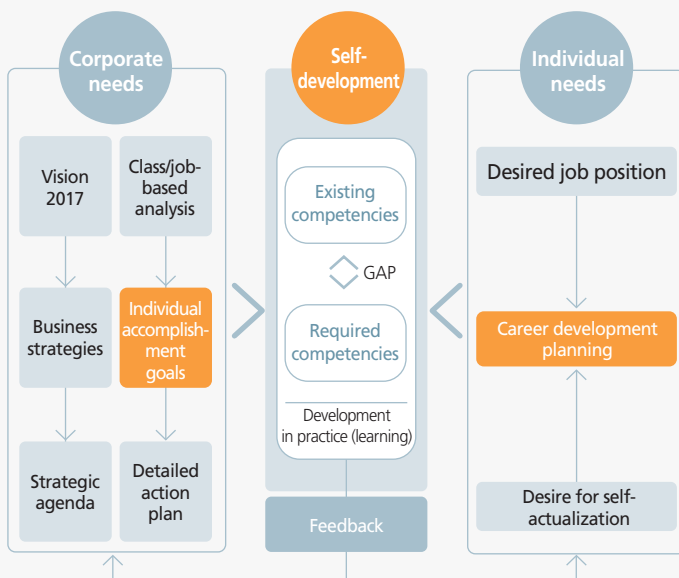 Corporate
needs
Vision
2017
Class/job-
based
analysis
Business
strategies
Individual
accomplish-
ment
goals
Strategic
agenda
Detailed
action
plan
Self-
development
Existing
competencies
GAP
Required
competencies
Development
in practice (learning)
Feedback
Individual
needs
Desired job position
Career development
planning
Desire for self-
actualization